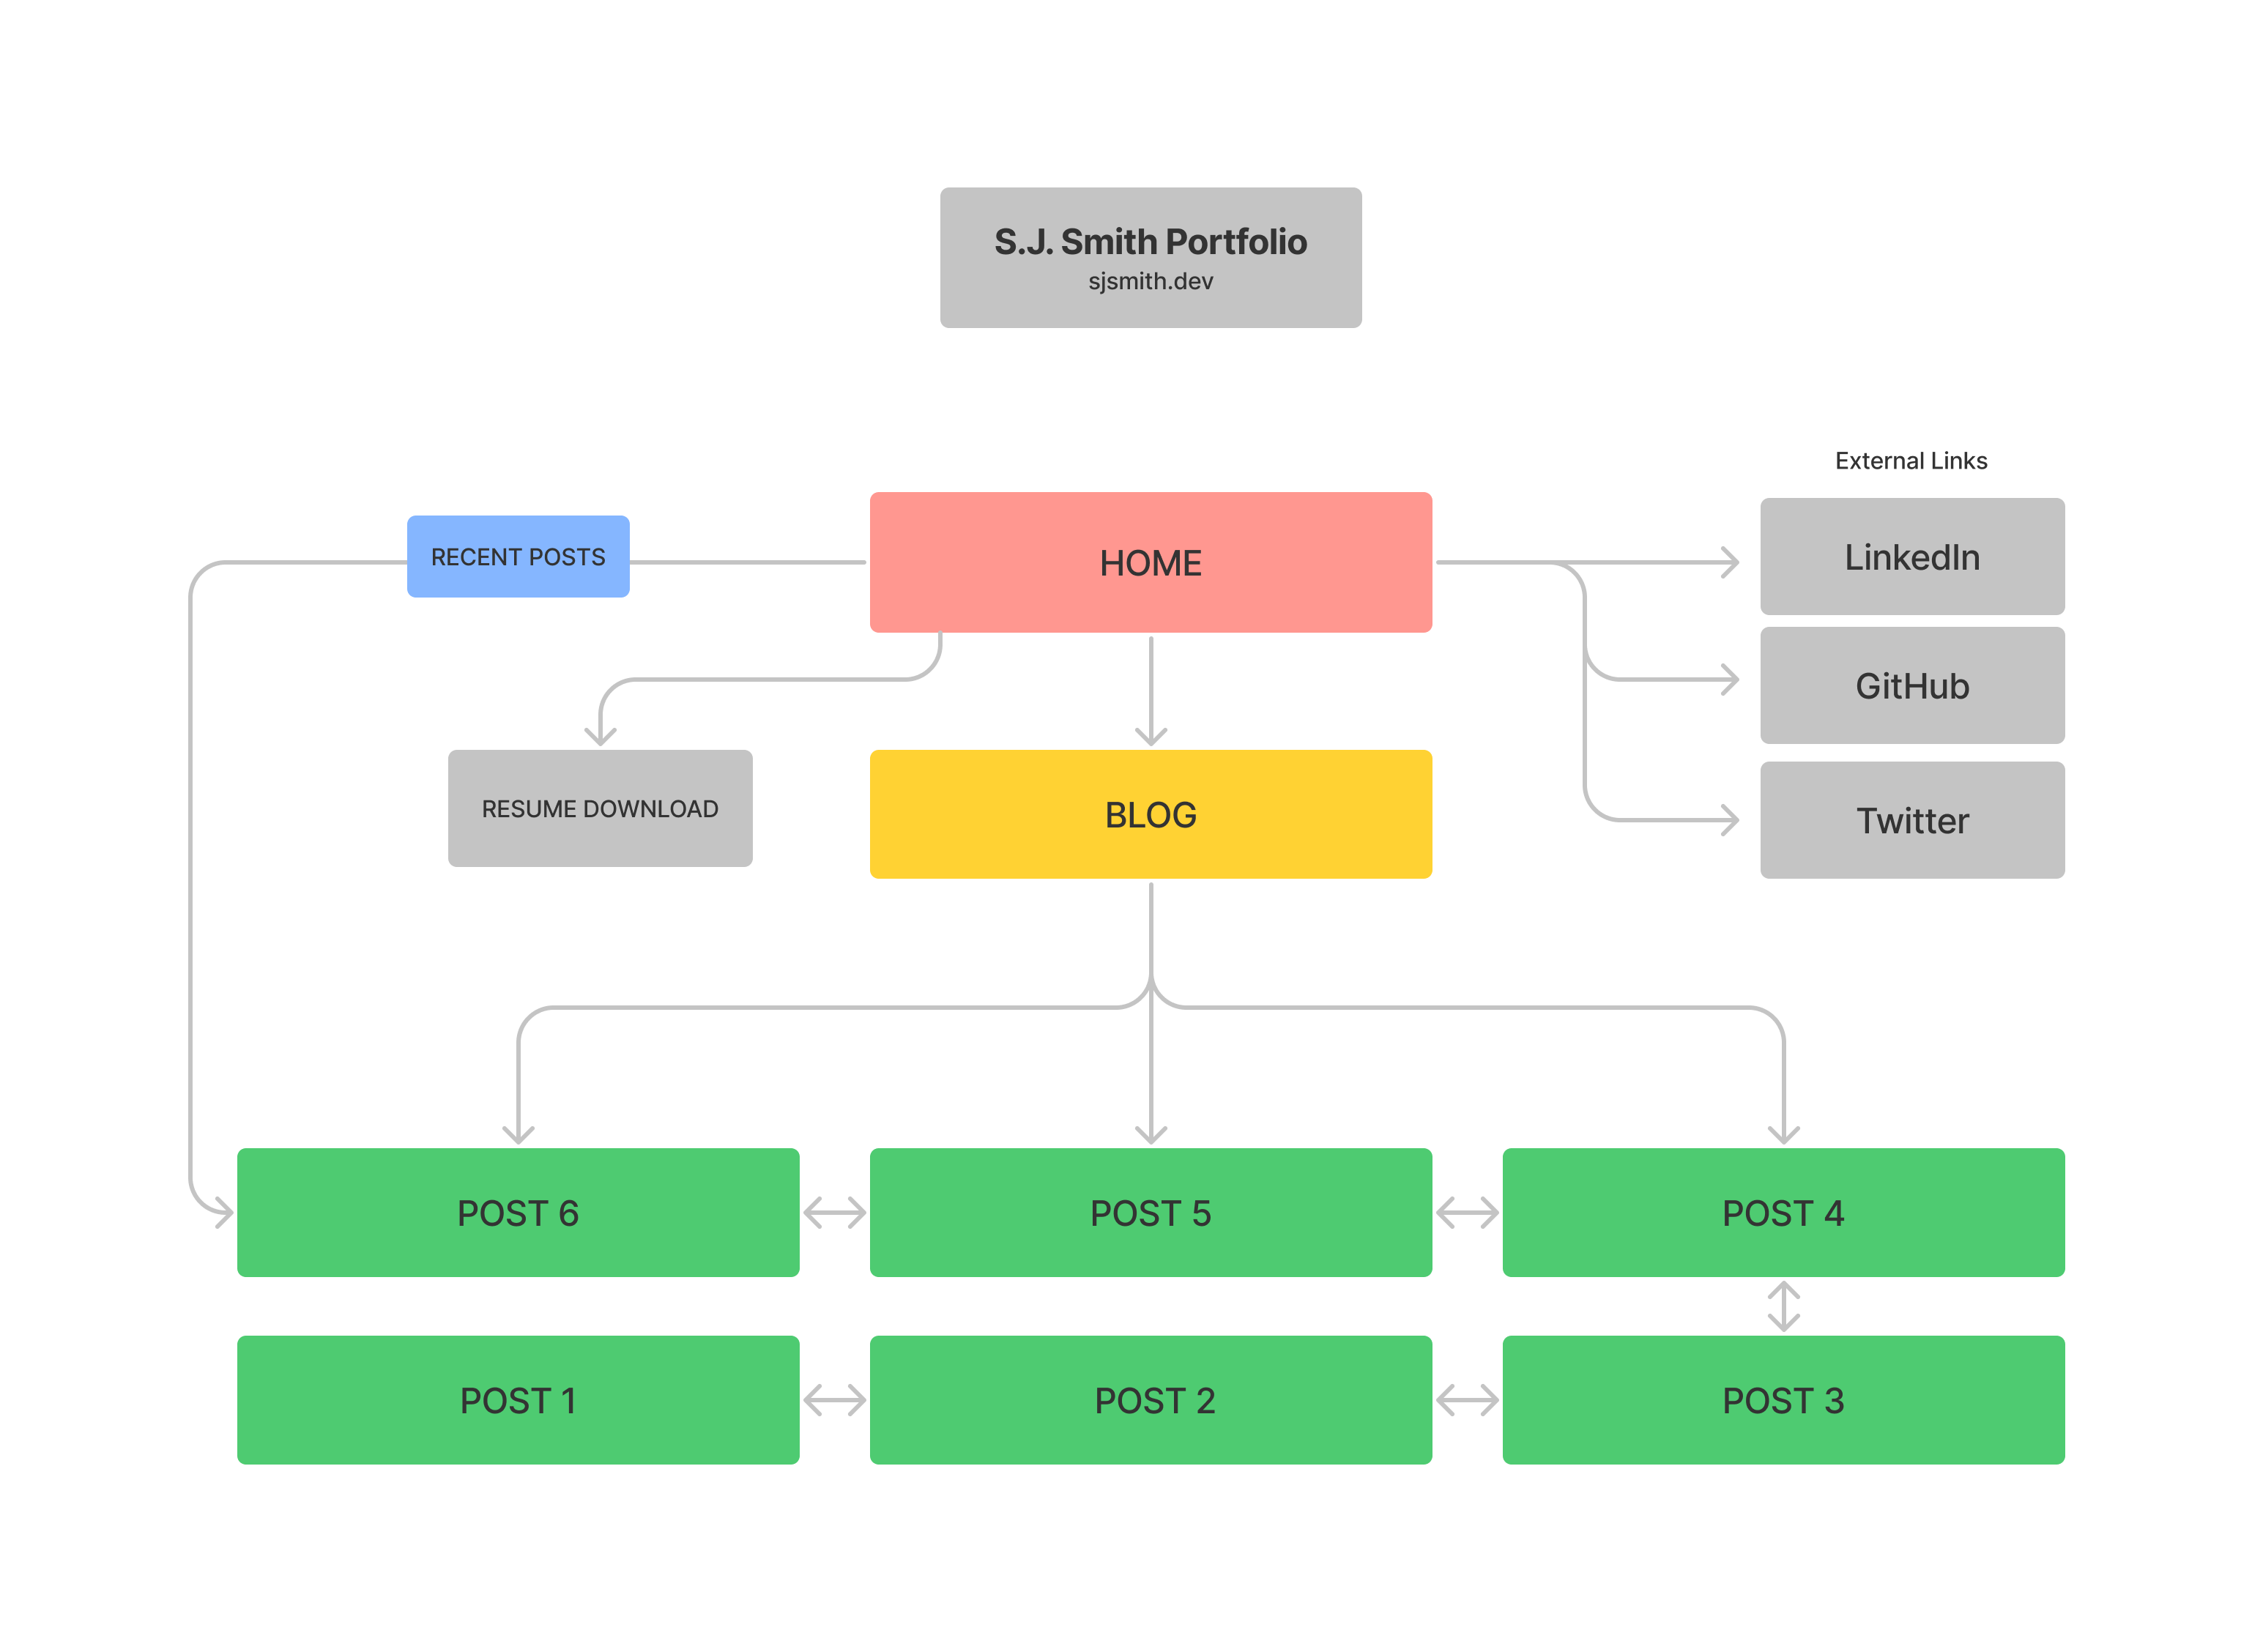 S.J. Smith Portfolio
sjsmith.dev
External Links
RECENT POSTS
HOME
LinkedIn
GitHub
RESUME DOWNLOAD
BLOG
Twitter
POST 6
POST 5
POST 4
POST 1
POST 2
POST 3